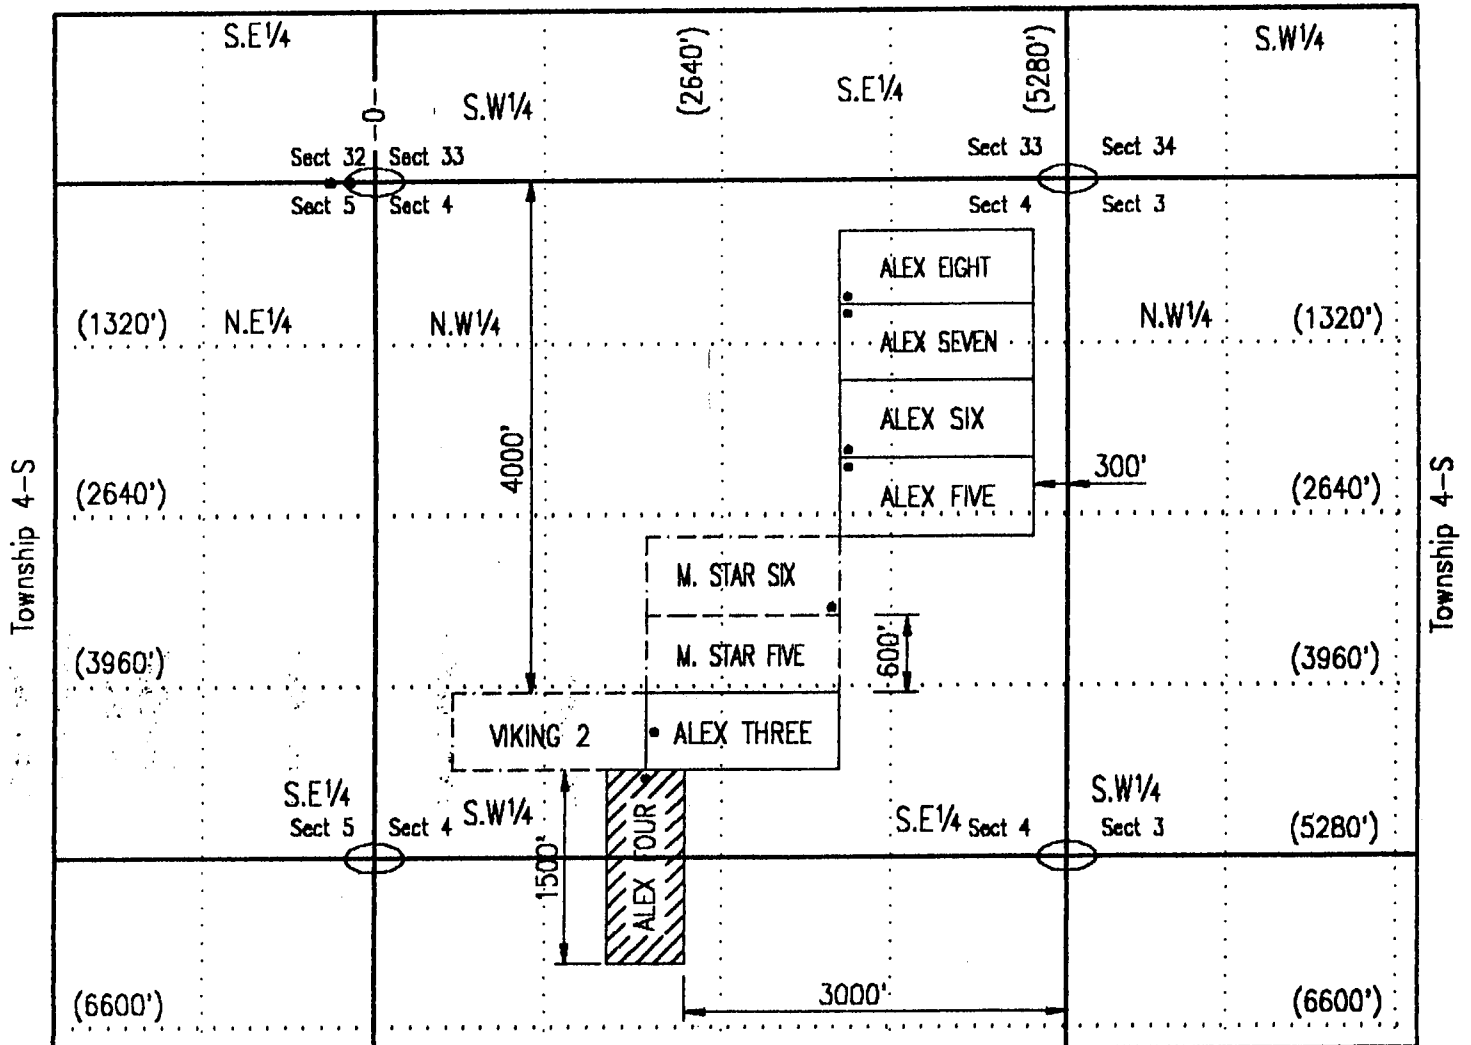 S.E¼
(2640')
(5280')
S.W¼
0
S.W¼
S.E¼
Sect 32 Sect 33
Sect 33 Sect 34
Sect 5 Sect 4
Sect 4 Sect 3
ALEX EIGHT
(1320') N.E¼ N.W¼
N.W¼ (1320')
ALEX SEVEN
ALEX SIX
4000'
300'
Township 4-S
(2640')
ALEX FIVE
(2640')
Township 4-S
M. STAR SIX
(3960')
M. STAR FIVE
600'
(3960')
VIKING 2
ALEX THREE
S.E¼
S.W¼
S.W¼
S.E¼
Sect 5 Sect 4
Sect 4 Sect 3
(5280')
1500'
ALEX FOUR
(6600')
3000'
(6600')